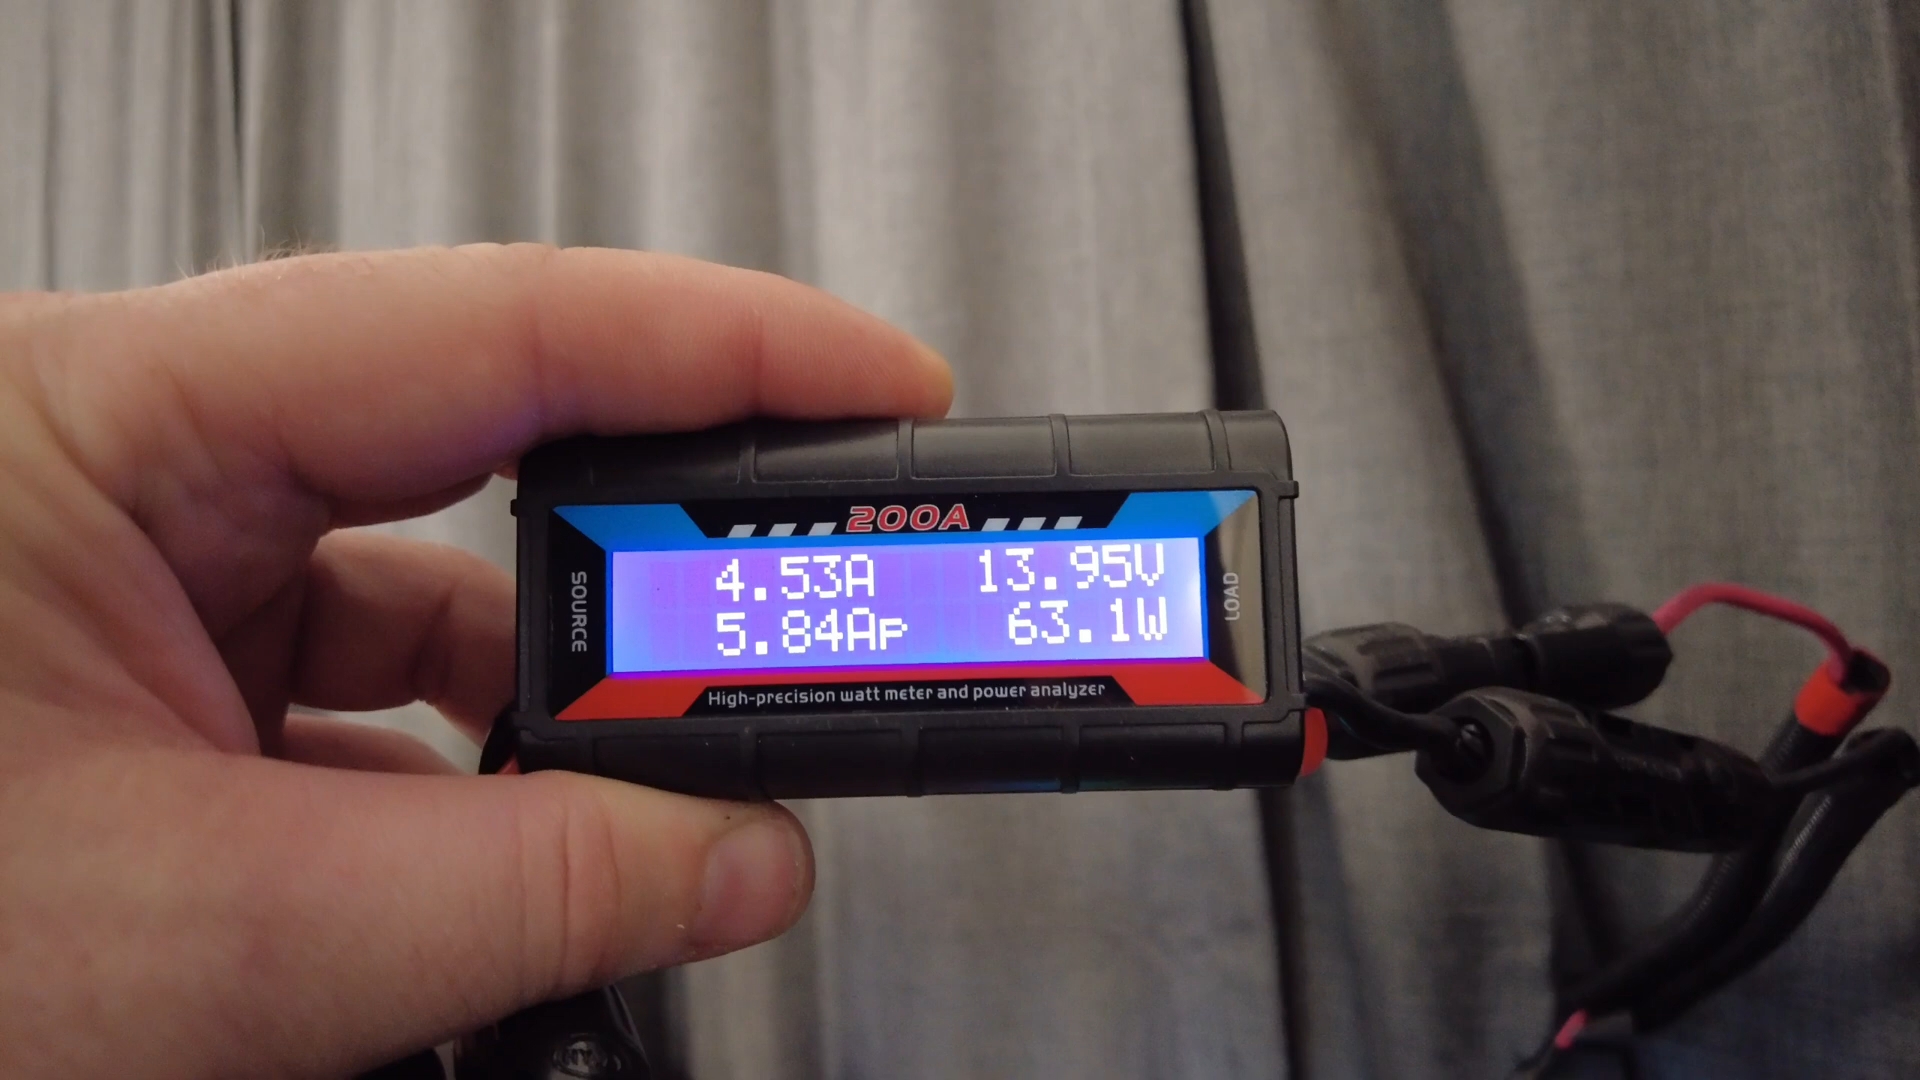 200A
SOURCE
4.53A 13.95V
5.84Ap 63.1W
LOAD
High-precision watt meter and power analyzer